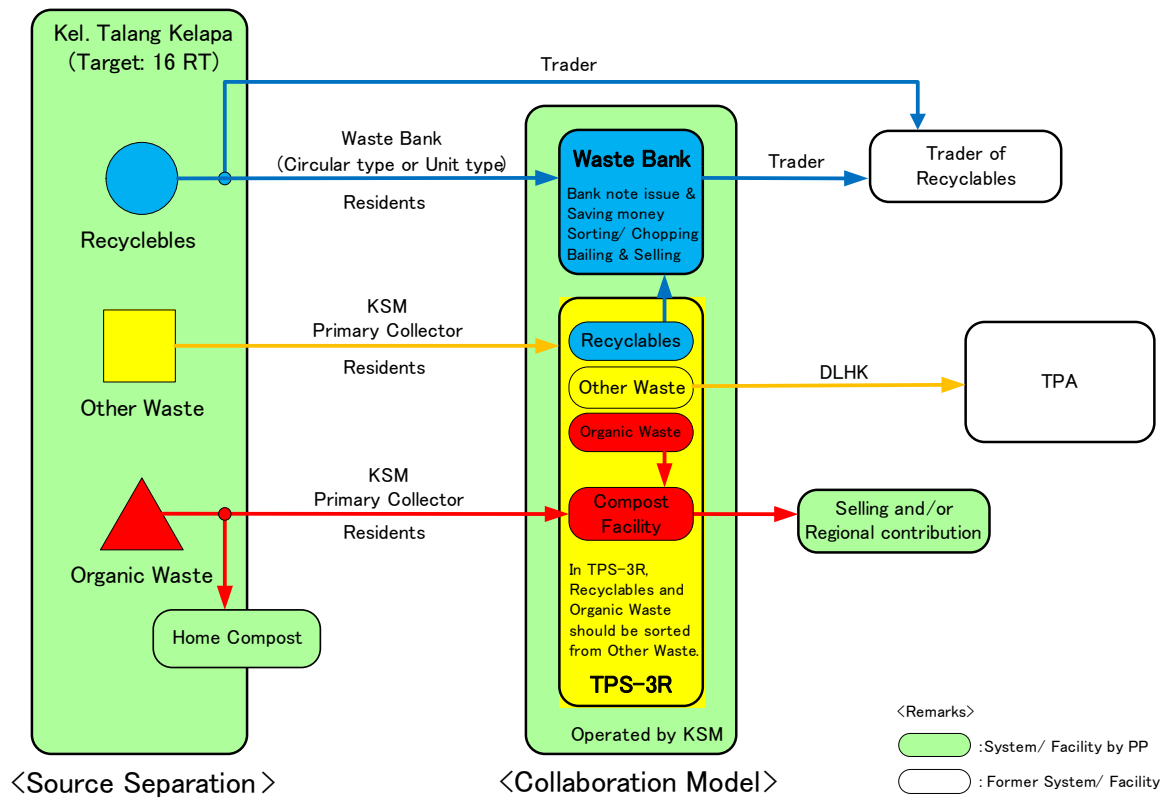 Kel. Talang Kelapa
(Target: 16 RT)
Recyclebles
Other Waste
Organic Waste
Home Compost
<Source Separation>
Trader
Waste Bank
(Circular type or Unit type)
Residents
KSM
Primary Collector
Residents
KSM
Primary Collector
Residents
Waste Bank
Bank note issue &
Saving money
Sorting/ Chopping
Bailing & Selling
Recyclables
Other Waste
Organic Waste
Compost
Facility
In TPS-3R,
Recyclables and
Organic Waste
should be sorted
from Other Waste.
TPS-3R
Operated by KSM
<Collaboration Model>
Trader
Trader of
Recyclables
DLHK
TPA
Selling and/or
Regional contribution
<Remarks>
:System/ Facility by PP
: Former System/ Facility